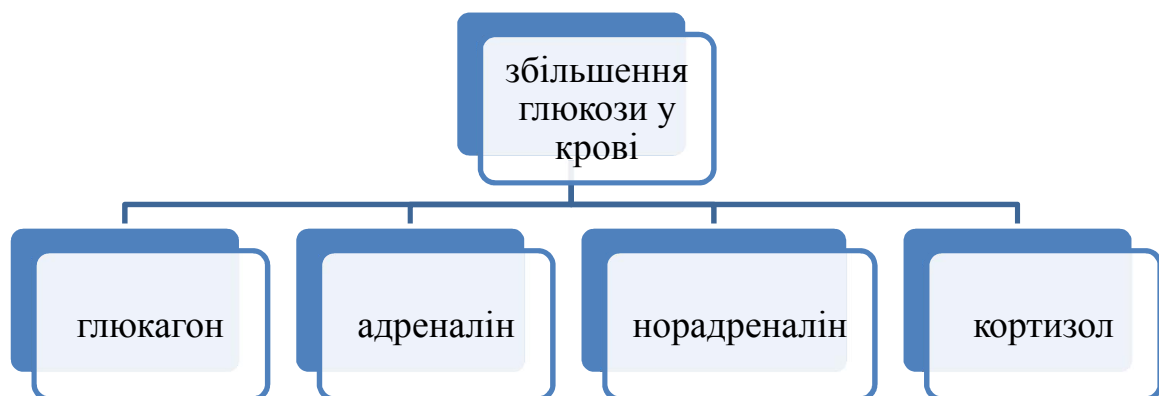 збільшення
глюкози у
крові
глюкагон
адреналін
норадреналін
кортизол